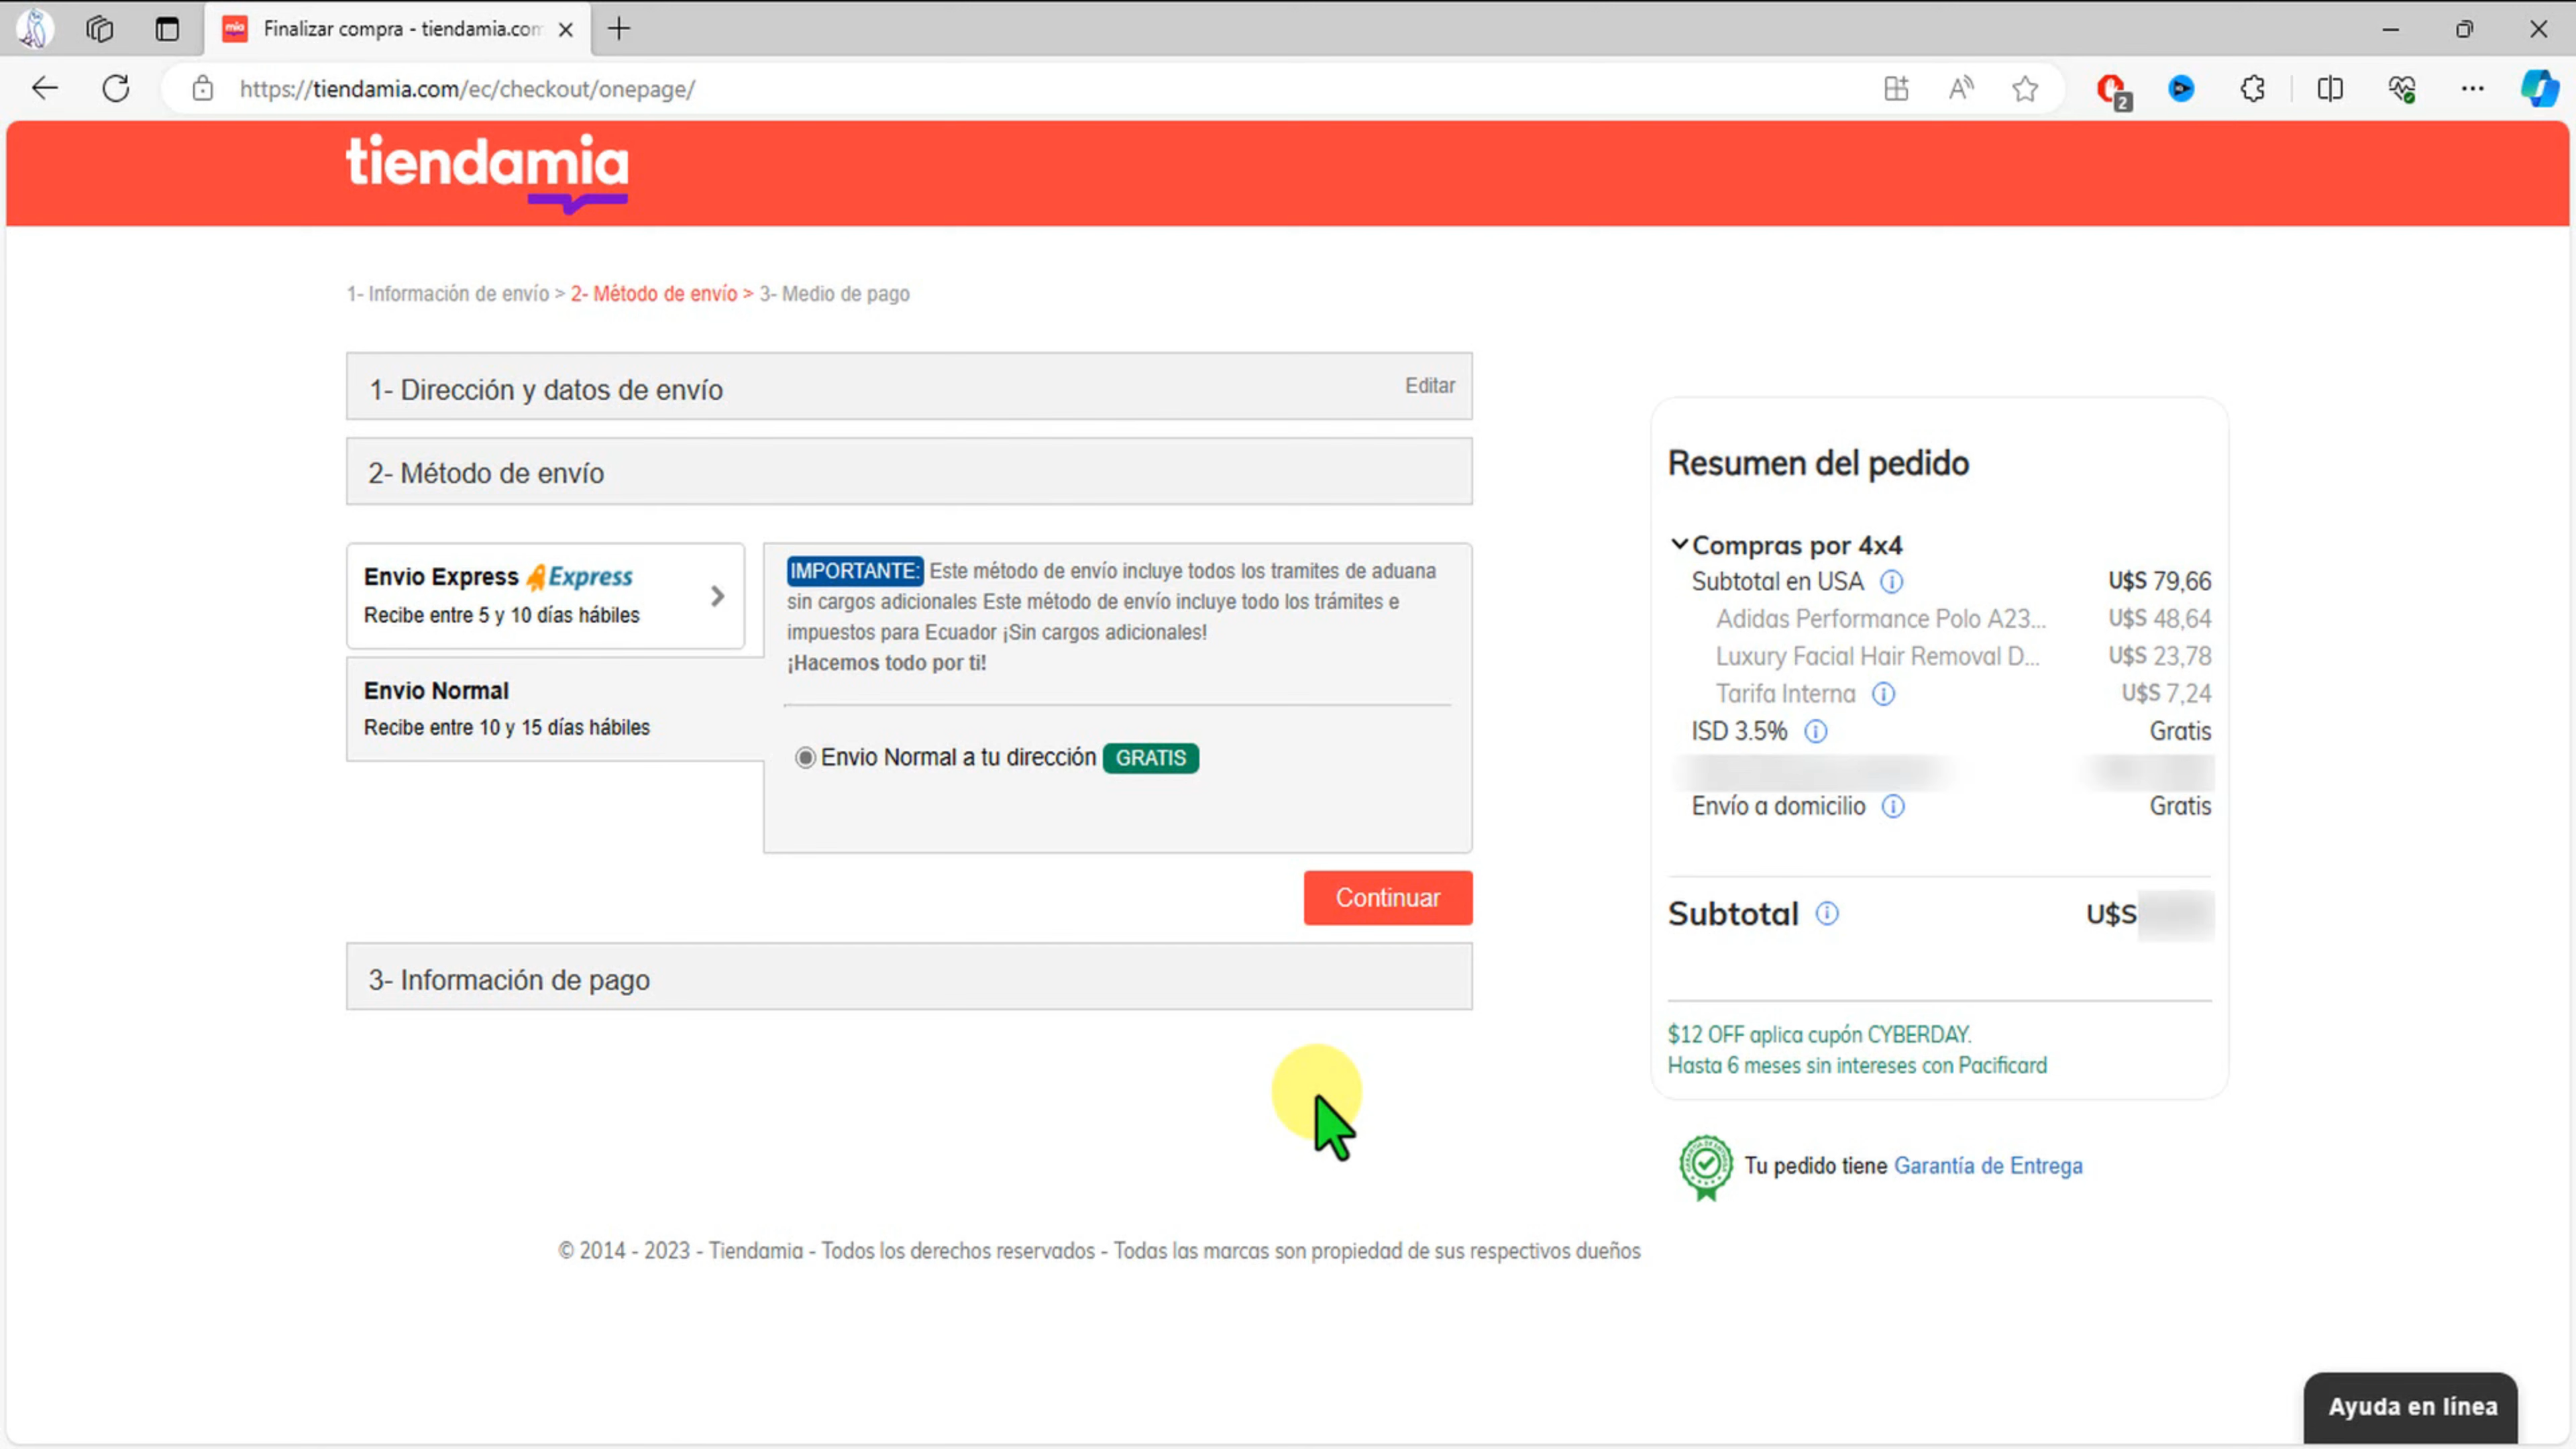 Finalizar compra - tiendamia.com
https://tiendamia.com/ec/checkout/onepage/
2
tiendamia
1- Información de envío > 2- Método de envío > 3- Medio de pago
1- Dirección y datos de envío
Editar
2- Método de envío
Envio Express Express
Recibe entre 5 y 10 días hábiles
Envio Normal
Recibe entre 10 y 15 días hábiles
IMPORTANTE: Este método de envío incluye todos los tramites de aduana
sin cargos adicionales Este método de envío incluye todo los trámites e
impuestos para Ecuador ¡Sin cargos adicionales!
¡Hacemos todo por ti!
Envio Normal a tu dirección GRATIS
Continuar
3- Información de pago
Resumen del pedido
Compras por 4x4
Subtotal en USA U$S 79,66
Adidas Performance Polo A23... U$S 48,64
Luxury Facial Hair Removal D... U$S 23,78
Tarifa Interna U$S 7,24
ISD 3.5% Gratis
Envío a domicilio Gratis
Subtotal U$S
$12 OFF aplica cupón CYBERDAY.
Hasta 6 meses sin intereses con Pacificard
Tu pedido tiene Garantía de Entrega
© 2014 - 2023 - Tiendamia - Todos los derechos reservados - Todas las marcas son propiedad de sus respectivos dueños
Ayuda en línea